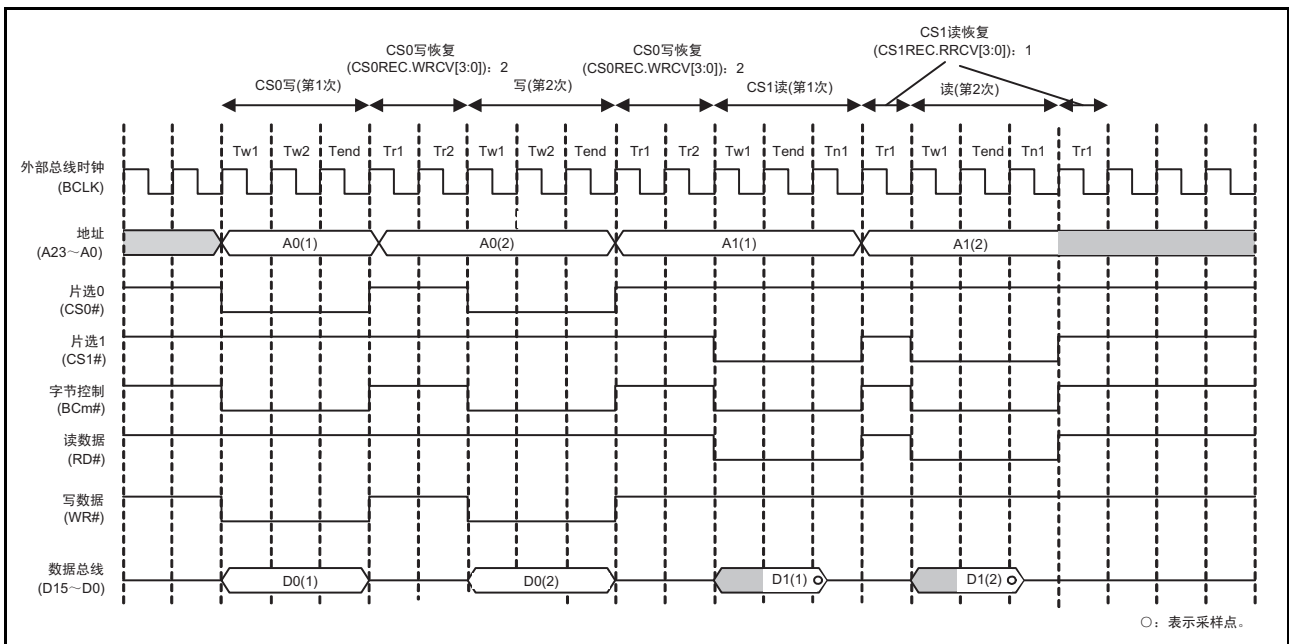 CS1读恢复
(CS1REC.RRCV[3:0]):1
CS0写恢复
(CS0REC.WRCV[3:0]):2
CS0写恢复
(CS0REC.WRCV[3:0]):2
CS0写(第1次)
写(第2次)
CS1读(第1次)
读(第2次)
Tw1 Tw2 Tend Tr1 Tr2 Tw1 Tw2 Tend Tr1 Tr2 Tw1 Tend Tn1 Tr1 Tw1 Tend Tn1 Tr1
外部总线时钟
(BCLK)
地址
(A23～A0)
A0(1) A0(2) A1(1) A1(2)
片选0
(CS0#)
片选1
(CS1#)
字节控制
(BCm#)
读数据
(RD#)
写数据
(WR#)
数据总线
(D15～D0)
D0(1) D0(2) D1(1) D1(2)
○:表示采样点。